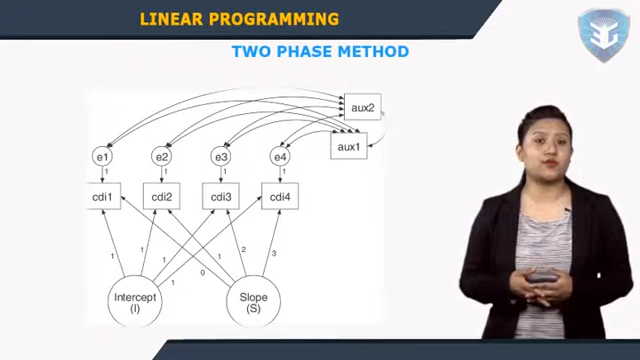 LINEAR PROGRAMMING
TWO PHASE METHOD
aux2
aux1
e1 e2 e3 e4
1 1 1 1
cdi1 cdi2 cdi3 cdi4
1 1 1 1 0 1 2 3
Intercept
(I)
Slope
(S)